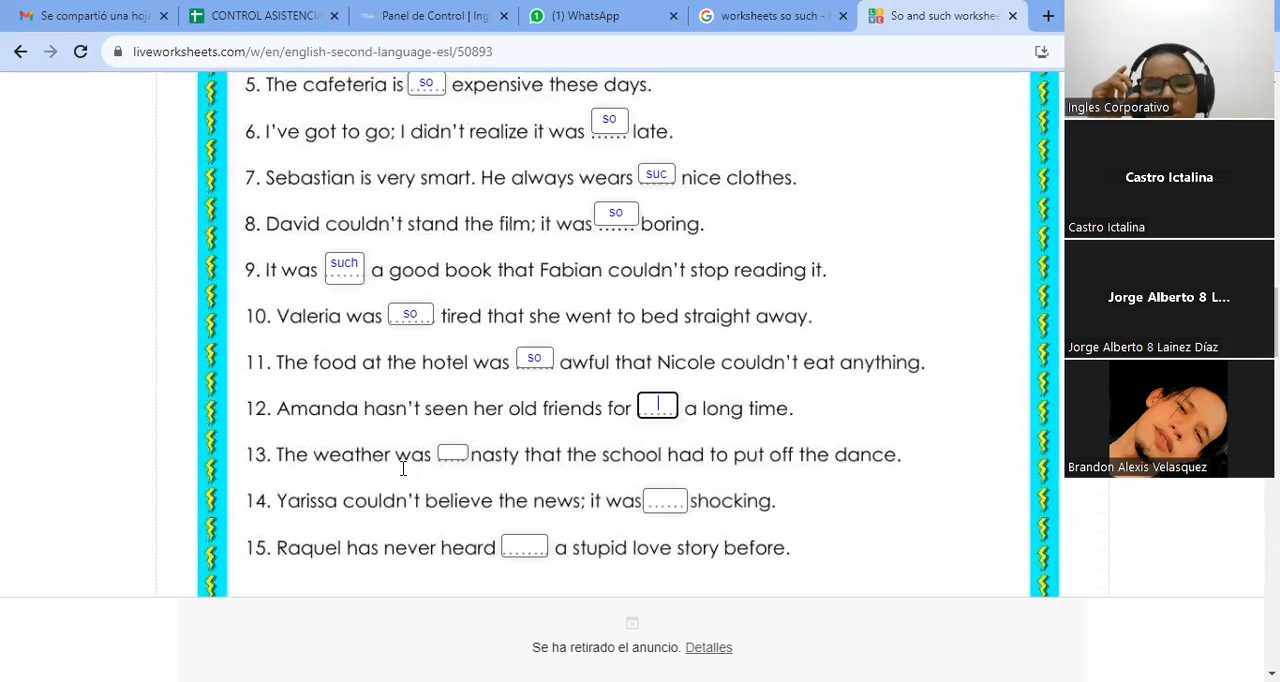 Se compartió una hoja
CONTROL ASISTENCIA
Panel de Control | Ing
(1) WhatsApp
worksheets so such -
So and such workshee
liveworksheets.com/w/en/english-second-language-esl/50893
5. The cafeteria is so expensive these days.
6. I've got to go; I didn't realize it was so late.
7. Sebastian is very smart. He always wears suc nice clothes.
8. David couldn't stand the film; it was so boring.
9. It was such a good book that Fabian couldn't stop reading it.
10. Valeria was so tired that she went to bed straight away.
11. The food at the hotel was so awful that Nicole couldn't eat anything.
12. Amanda hasn't seen her old friends for ...... a long time.
13. The weather was ..... nasty that the school had to put off the dance.
14. Yarissa couldn't believe the news; it was ...... shocking.
15. Raquel has never heard ....... a stupid love story before.
Se ha retirado el anuncio. Detalles
Ingles Corporativo
Castro Ictalina
Castro Ictalina
Jorge Alberto 8 L...
Jorge Alberto 8 Lainez Díaz
Brandon Alexis Velasquez